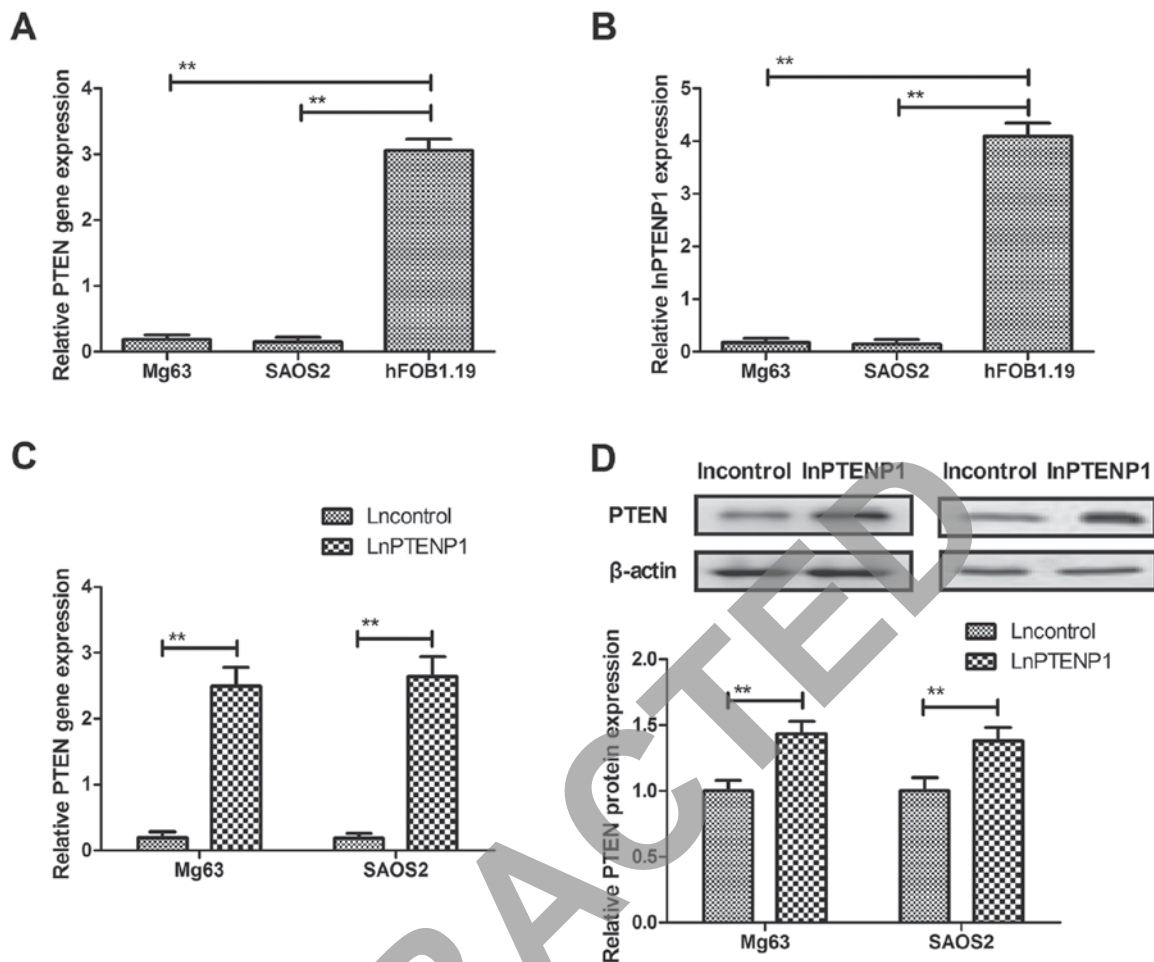 A
Relative PTEN gene expression
4
3
2
1
0
**
**
Mg63 SAOS2 hFOB1.19
B
Relative lnPTENP1 expression
5
4
3
2
1
0
**
**
Mg63 SAOS2 hFOB1.19
C
Lncontrol
LnPTENP1
Relative PTEN gene expression
4
3
2
1
0
**
**
Mg63 SAOS2
D
lncontrol lnPTENP1 lncontrol lnPTENP1
PTEN
β-actin
Lncontrol
LnPTENP1
Relative PTEN protein expression
2.0
1.5
1.0
0.5
0.0
**
**
Mg63 SAOS2
RACTED